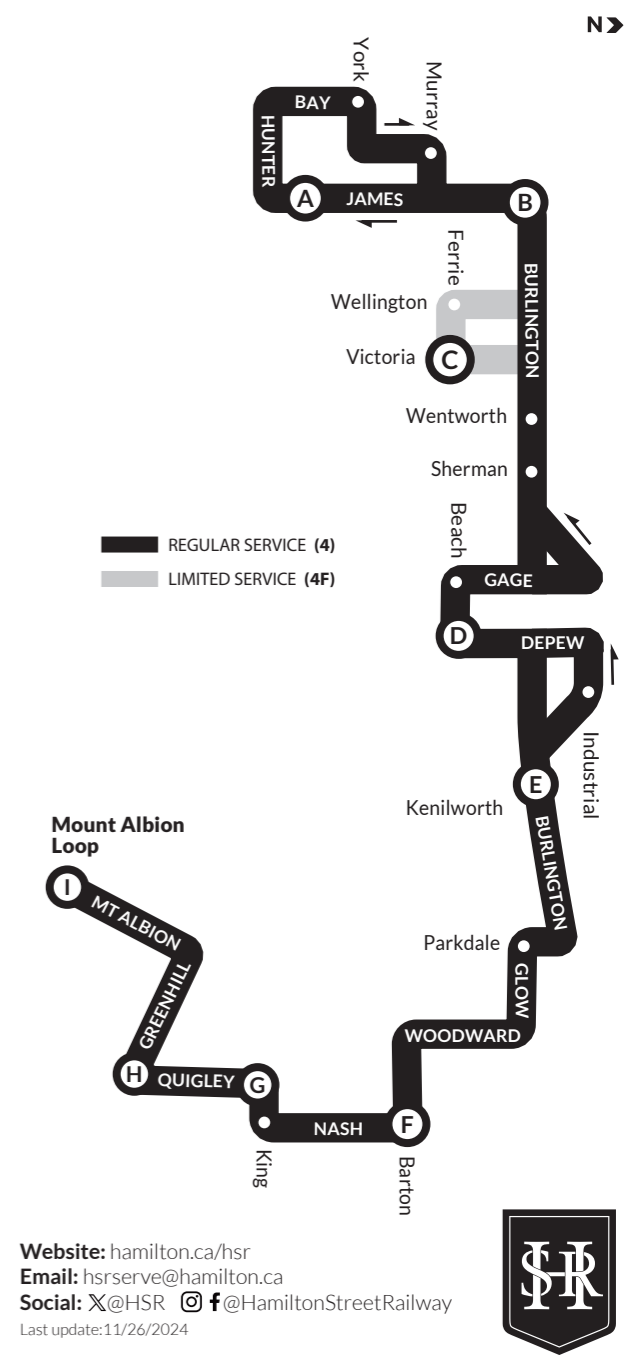 N
York
Murray
BAY
HUNTER
A
JAMES
B
Ferrie
BURLINGTON
Wellington
Victoria
C
Wentworth
Sherman
Beach
REGULAR SERVICE (4)
LIMITED SERVICE (4F)
GAGE
D
DEPEW
Industrial
E
Kenilworth
BURLINGTON
Mount Albion
Loop
I
MT ALBION
Parkdale
GLOW
GREENHILL
WOODWARD
H
QUIGLEY
G
NASH
F
King
Barton
Website: hamilton.ca/hsr
Email: hsrserve@hamilton.ca
Social: X@HSR f@HamiltonStreetRailway
Last update:11/26/2024
HSR